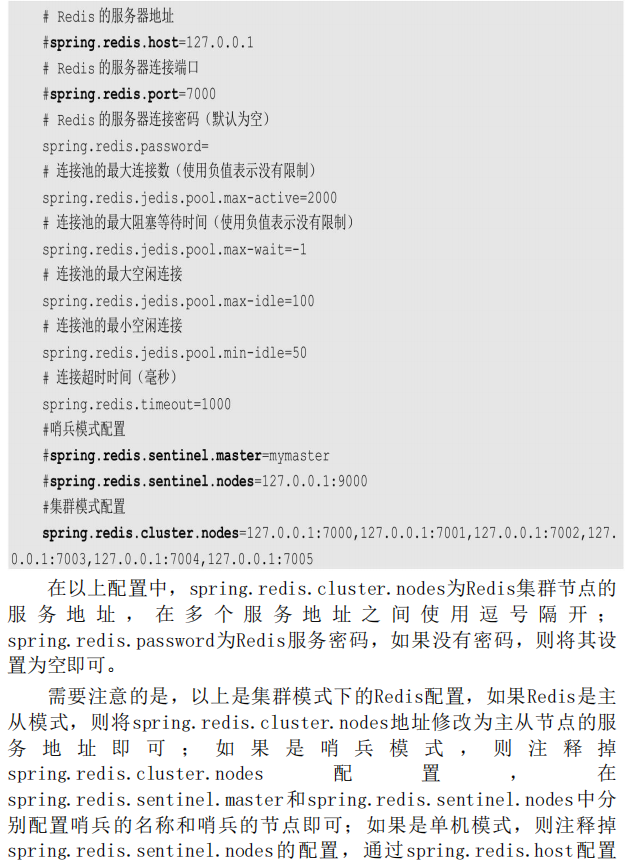 # Redis 的服务器地址
#spring.redis.host=127.0.0.1
# Redis 的服务器连接端口
#spring.redis.port=7000
# Redis 的服务器连接密码（默认为空）
spring.redis.password=
# 连接池的最大连接数（使用负值表示没有限制）
spring.redis.jedis.pool.max-active=2000
# 连接池的最大阻塞等待时间（使用负值表示没有限制）
spring.redis.jedis.pool.max-wait=-1
# 连接池的最大空闲连接
spring.redis.jedis.pool.max-idle=100
# 连接池的最小空闲连接
spring.redis.jedis.pool.min-idle=50
# 连接超时时间（毫秒）
spring.redis.timeout=1000
#哨兵模式配置
#spring.redis.sentinel.master=mymaster
#spring.redis.sentinel.nodes=127.0.0.1:9000
#集群模式配置
spring.redis.cluster.nodes=127.0.0.1:7000,127.0.0.1:7001,127.0.0.1:7002,127.
0.0.1:7003,127.0.0.1:7004,127.0.0.1:7005
在以上配置中，spring.redis.cluster.nodes为Redis集群节点的
服务地址，在多个服务地址之间使用逗号隔开；
spring.redis.password为Redis服务密码，如果没有密码，则将其设
置为空即可。
需要注意的是，以上是集群模式下的Redis配置，如果Redis是主
从模式，则将spring.redis.cluster.nodes地址修改为主从节点的服
务地址即可；如果是哨兵模式，则注释掉
spring.redis.cluster.nodes配置，在
spring.redis.sentinel.master和spring.redis.sentinel.nodes中分
别配置哨兵的名称和哨兵的节点即可；如果是单机模式，则注释掉
spring.redis.sentinel.nodes的配置，通过spring.redis.host配置